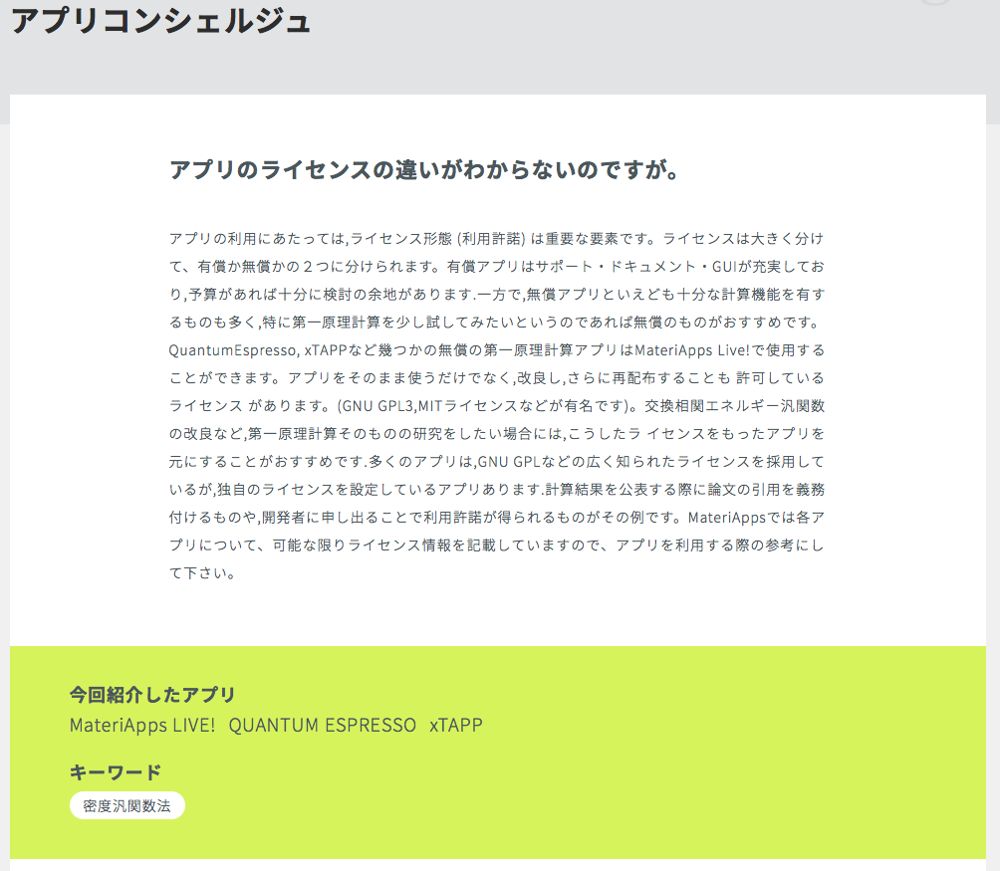 アプリコンシェルジュ
アプリのライセンスの違いがわからないのですが。
アプリの利用にあたっては,ライセンス形態 (利用許諾) は重要な要素です。ライセンスは大きく分け
て、有償か無償かの２つに分けられます。有償アプリはサポート・ドキュメント・GUIが充実してお
り,予算があれば十分に検討の余地があります.一方で,無償アプリといえども十分な計算機能を有す
るものも多く,特に第一原理計算を少し試してみたいというのであれば無償のものがおすすめです。
QuantumEspresso, xTAPPなど幾つかの無償の第一原理計算アプリはMateriApps Live!で使用する
ことができます。アプリをそのまま使うだけでなく,改良し,さらに再配布することも 許可している
ライセンス があります。(GNU GPL3,MITライセンスなどが有名です)。交換相関エネルギー汎関数
の改良など,第一原理計算そのものの研究をしたい場合には,こうしたラ イセンスをもったアプリを
元にすることがおすすめです.多くのアプリは,GNU GPLなどの広く知られたライセンスを採用して
いるが,独自のライセンスを設定しているアプリあります.計算結果を公表する際に論文の引用を義務
付けるものや,開発者に申し出ることで利用許諾が得られるものがその例です。MateriAppsでは各ア
プリについて、可能な限りライセンス情報を記載していますので、アプリを利用する際の参考にし
て下さい。
今回紹介したアプリ
MateriApps LIVE! QUANTUM ESPRESSO xTAPP
キーワード
密度汎関数法